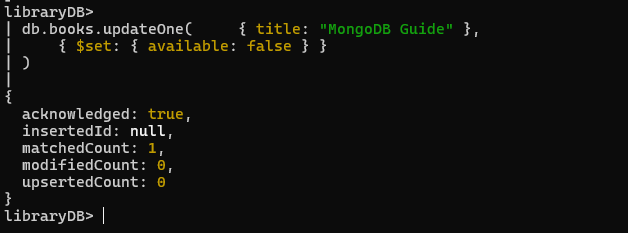 libraryDB>
| db.books.updateOne(     { title: "MongoDB Guide" },
|     { $set: { available: false } }
| )
|
{
  acknowledged: true,
  insertedId: null,
  matchedCount: 1,
  modifiedCount: 0,
  upsertedCount: 0
}
libraryDB>